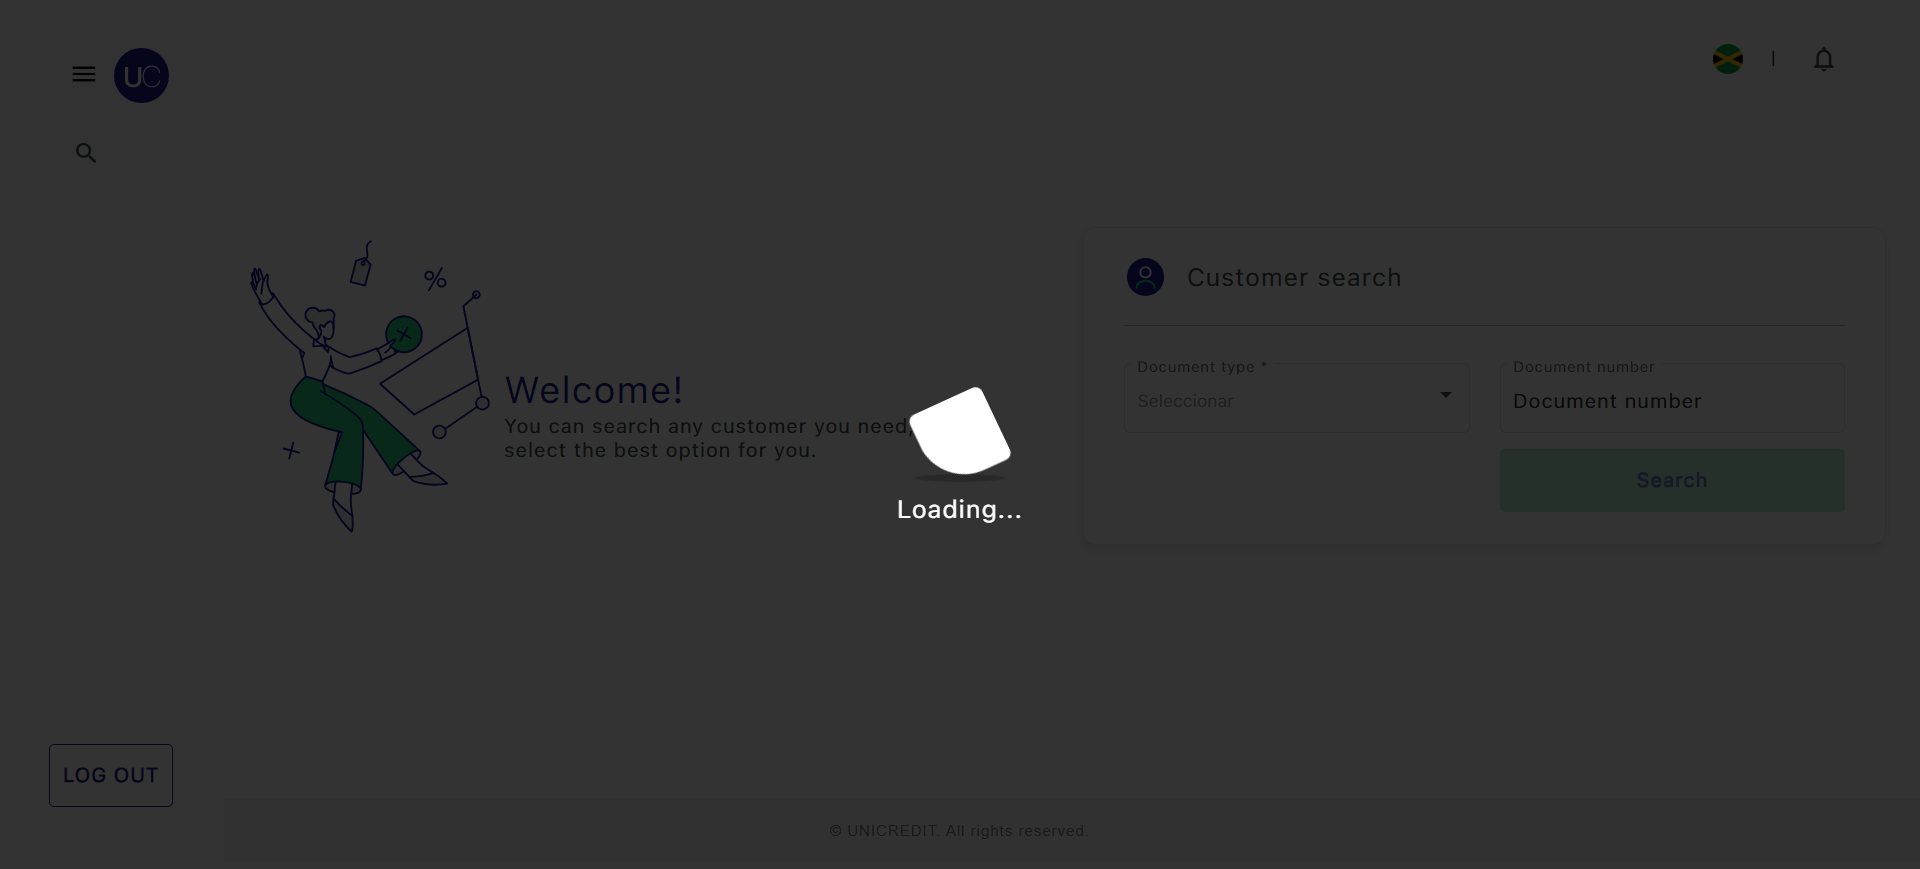 UC
|
Customer search
Document type *
Seleccionar
Document number
Document number
Search
Welcome!
You can search any customer you need,
select the best option for you.
Loading...
LOG OUT
© UNICREDIT. All rights reserved.